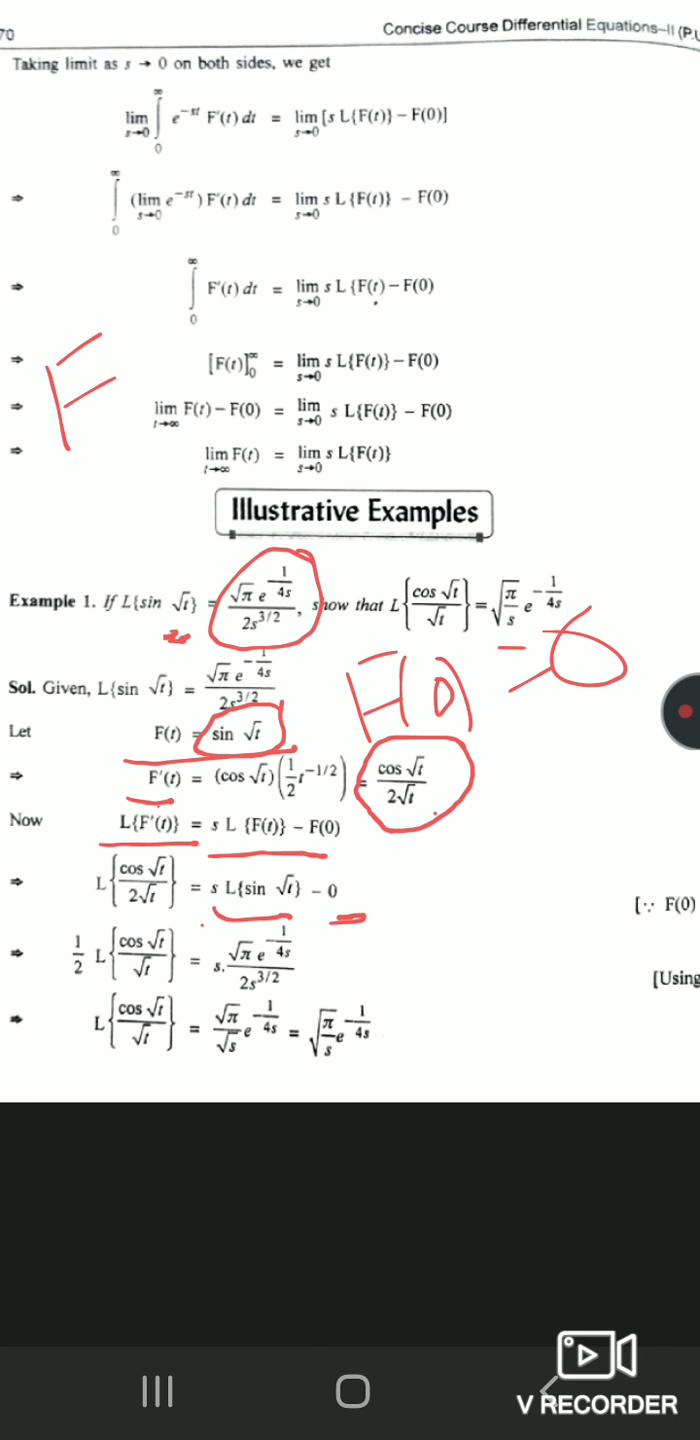 70
Concise Course Differential Equations–II (P.U
Taking limit as s → 0 on both sides, we get
lim_{s→0} ∫_0^∞ e^{-st} F'(t) dt = lim_{s→0} [s L{F(t)} – F(0)]
⇒ ∫_0^∞ (lim_{s→0} e^{-st}) F'(t) dt = lim_{s→0} s L {F(t)} – F(0)
⇒ ∫_0^∞ F'(t) dt = lim_{s→0} s L {F(t) – F(0)
⇒ [F(t)]_0^∞ = lim_{s→0} s L{F(t)} – F(0)
F
⇒ lim_{t→∞} F(t) – F(0) = lim_{s→0} s L{F(t)} – F(0)
⇒ lim_{t→∞} F(t) = lim_{s→0} s L{F(t)}
Illustrative Examples
Example 1. If L{sin √t} = √π e^{-1/4s} / 2s^{3/2}, show that L{cos √t / √t} = √(π/s) e^{-1/4s}
Sol. Given, L{sin √t} = √π e^{-1/4s} / 2s^{3/2}
F(0) = 0
Let F(t) = sin √t
⇒ F'(t) = (cos √t) (1/2 t^{-1/2}) = cos √t / 2√t
Now L{F'(t)} = s L {F(t)} – F(0)
⇒ L{cos √t / 2√t} = s L{sin √t} – 0
[∵ F(0)
⇒ 1/2 L{cos √t / √t} = s. √π e^{-1/4s} / 2s^{3/2}
[Using
⇒ L{cos √t / √t} = √π/√s e^{-1/4s} = √(π/s) e^{-1/4s}
V RECORDER